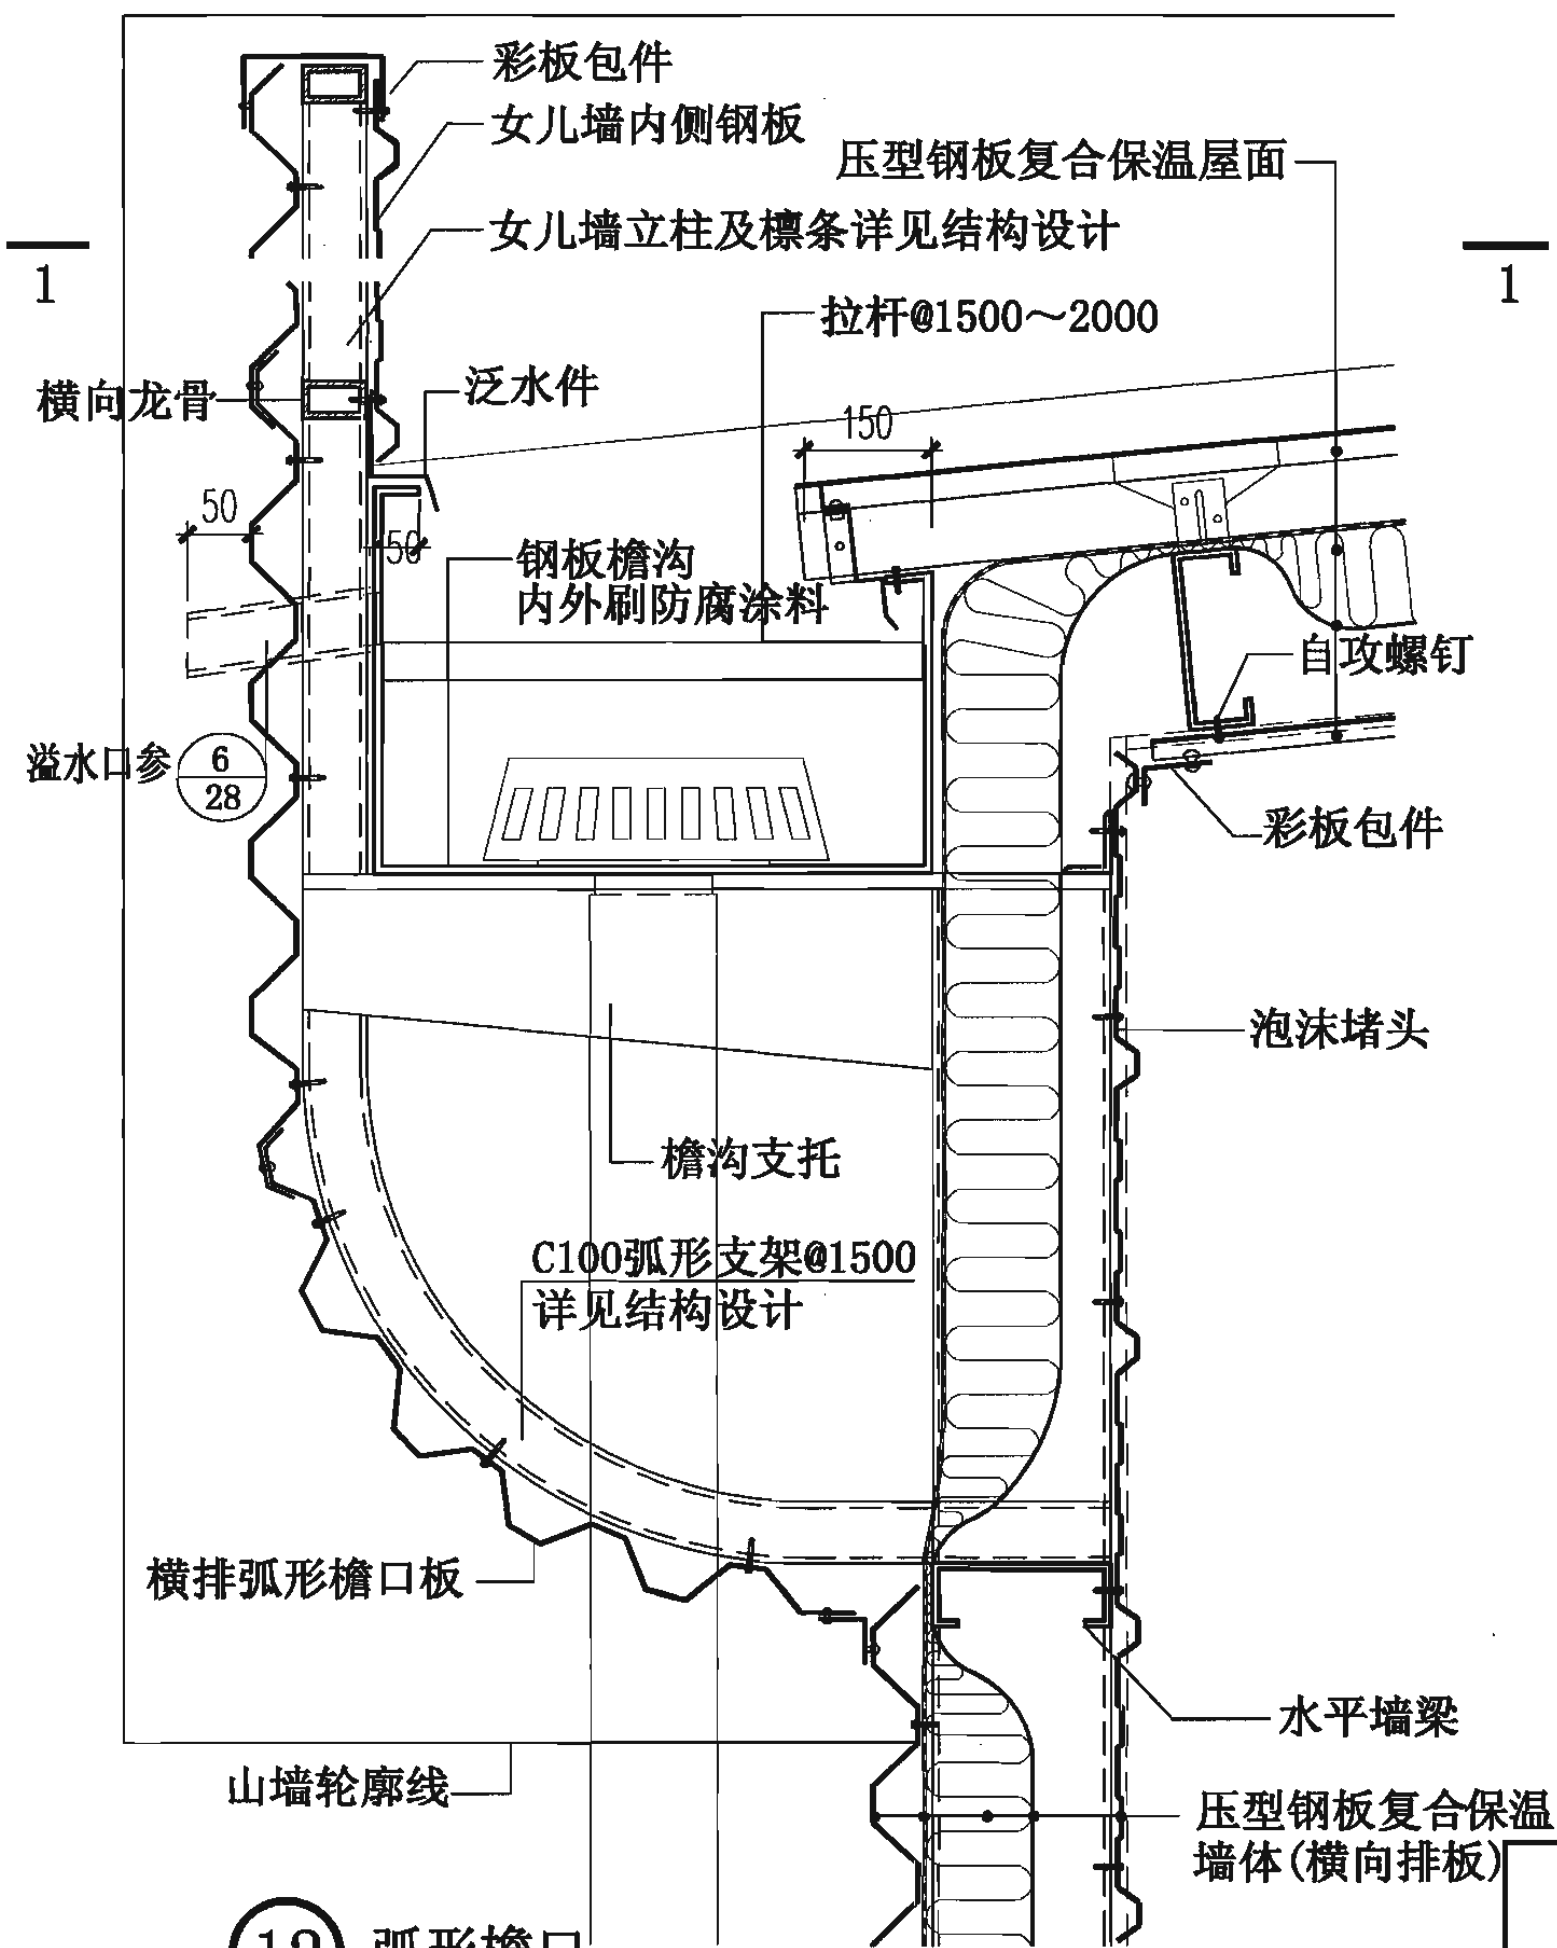 彩板包件
女儿墙内侧钢板
压型钢板复合保温屋面
女儿墙立柱及檩条详见结构设计
1
1
拉杆@1500～2000
横向龙骨
泛水件
150
50
50
钢板檐沟
内外刷防腐涂料
自攻螺钉
溢水口参
6
28
彩板包件
泡沫堵头
檐沟支托
C100弧形支架@1500
详见结构设计
横排弧形檐口板
水平墙梁
山墙轮廓线
压型钢板复合保温
墙体(横向排板)
弧形檐口